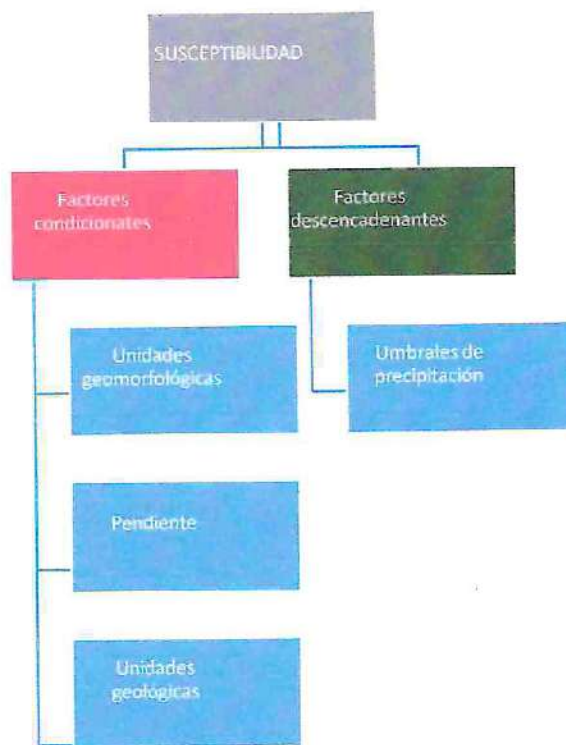 SUSCEPTIBILIDAD
Factores
condicionates
Factores
descencadenantes
Unidades
geomorfológicas
Umbrales de
precipitación
Pendiente
Unidades
geológicas